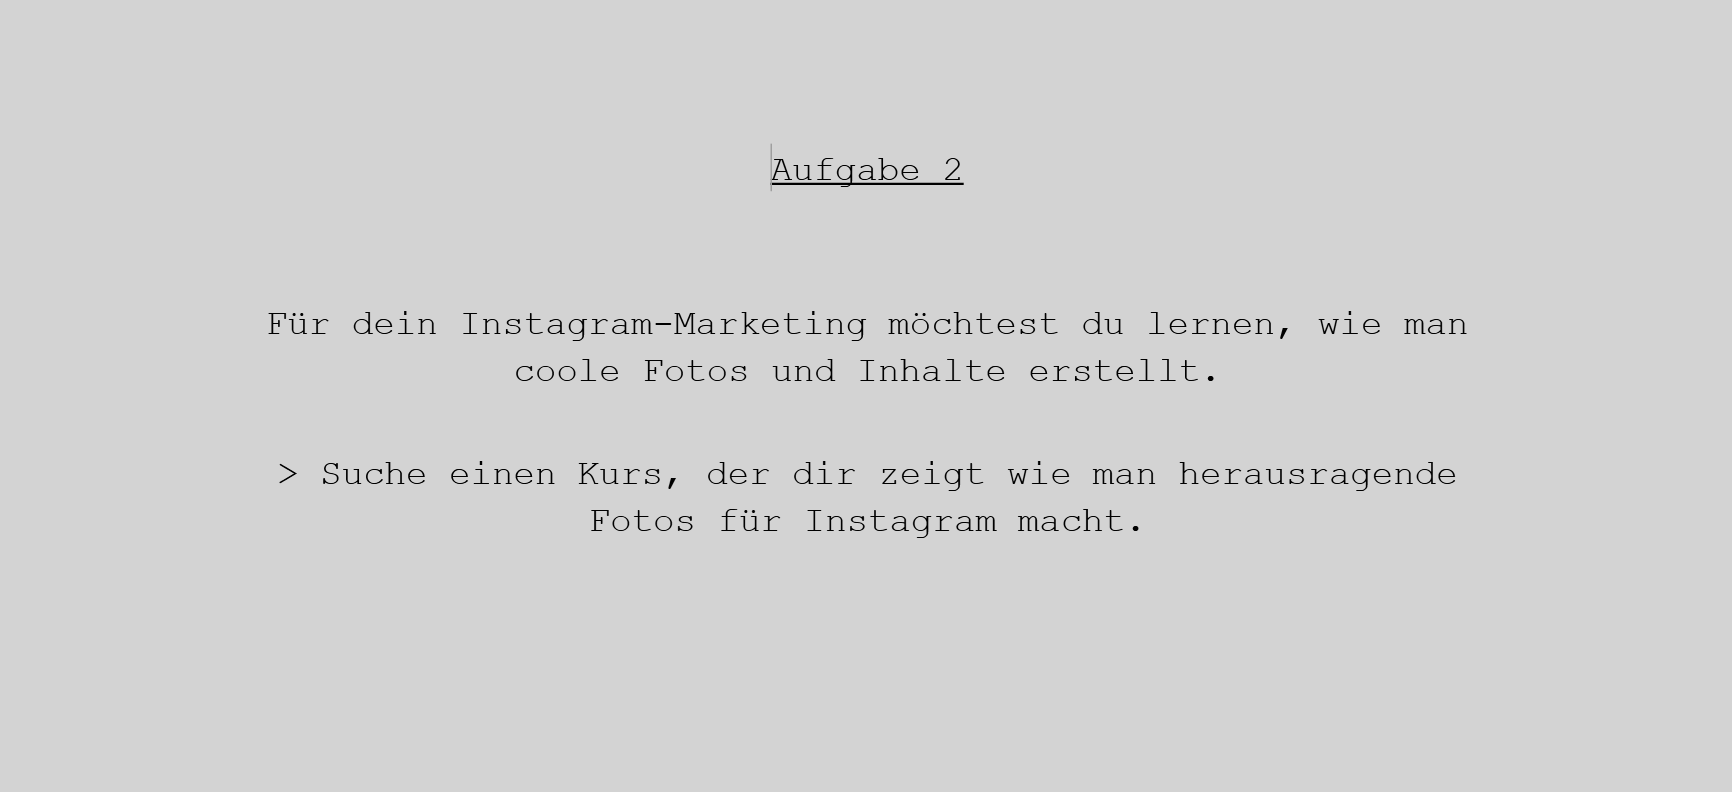 Aufgabe 2
Für dein Instagram-Marketing möchtest du lernen, wie man
coole Fotos und Inhalte erstellt.
> Suche einen Kurs, der dir zeigt wie man herausragende
Fotos für Instagram macht.